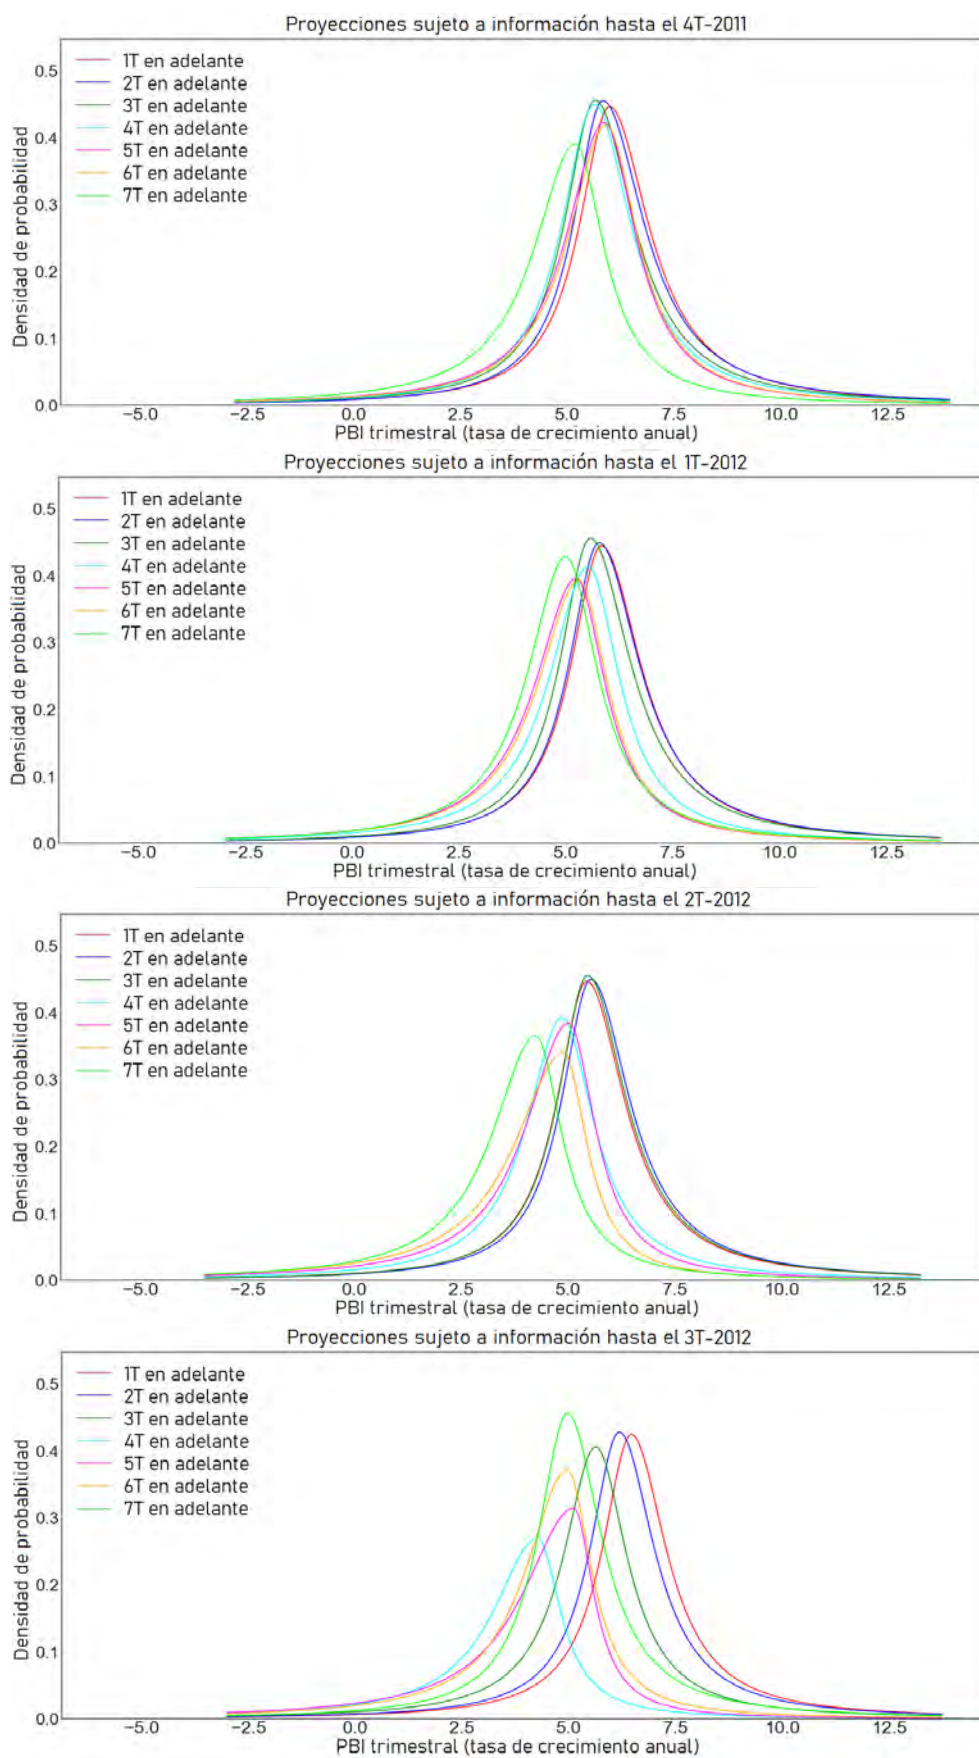 Proyecciones sujeto a información hasta el 4T-2011
0.5
0.4
0.3
0.2
0.1
0.0
Densidad de probabilidad
1T en adelante
2T en adelante
3T en adelante
4T en adelante
5T en adelante
6T en adelante
7T en adelante
−5.0 −2.5 0.0 2.5 5.0 7.5 10.0 12.5
PBI trimestral (tasa de crecimiento anual)
Proyecciones sujeto a información hasta el 1T-2012
0.5
0.4
0.3
0.2
0.1
0.0
Densidad de probabilidad
1T en adelante
2T en adelante
3T en adelante
4T en adelante
5T en adelante
6T en adelante
7T en adelante
−5.0 −2.5 0.0 2.5 5.0 7.5 10.0 12.5
PBI trimestral (tasa de crecimiento anual)
Proyecciones sujeto a información hasta el 2T-2012
0.5
0.4
0.3
0.2
0.1
0.0
Densidad de probabilidad
1T en adelante
2T en adelante
3T en adelante
4T en adelante
5T en adelante
6T en adelante
7T en adelante
−5.0 −2.5 0.0 2.5 5.0 7.5 10.0 12.5
PBI trimestral (tasa de crecimiento anual)
Proyecciones sujeto a información hasta el 3T-2012
0.5
0.4
0.3
0.2
0.1
0.0
Densidad de probabilidad
1T en adelante
2T en adelante
3T en adelante
4T en adelante
5T en adelante
6T en adelante
7T en adelante
−5.0 −2.5 0.0 2.5 5.0 7.5 10.0 12.5
PBI trimestral (tasa de crecimiento anual)